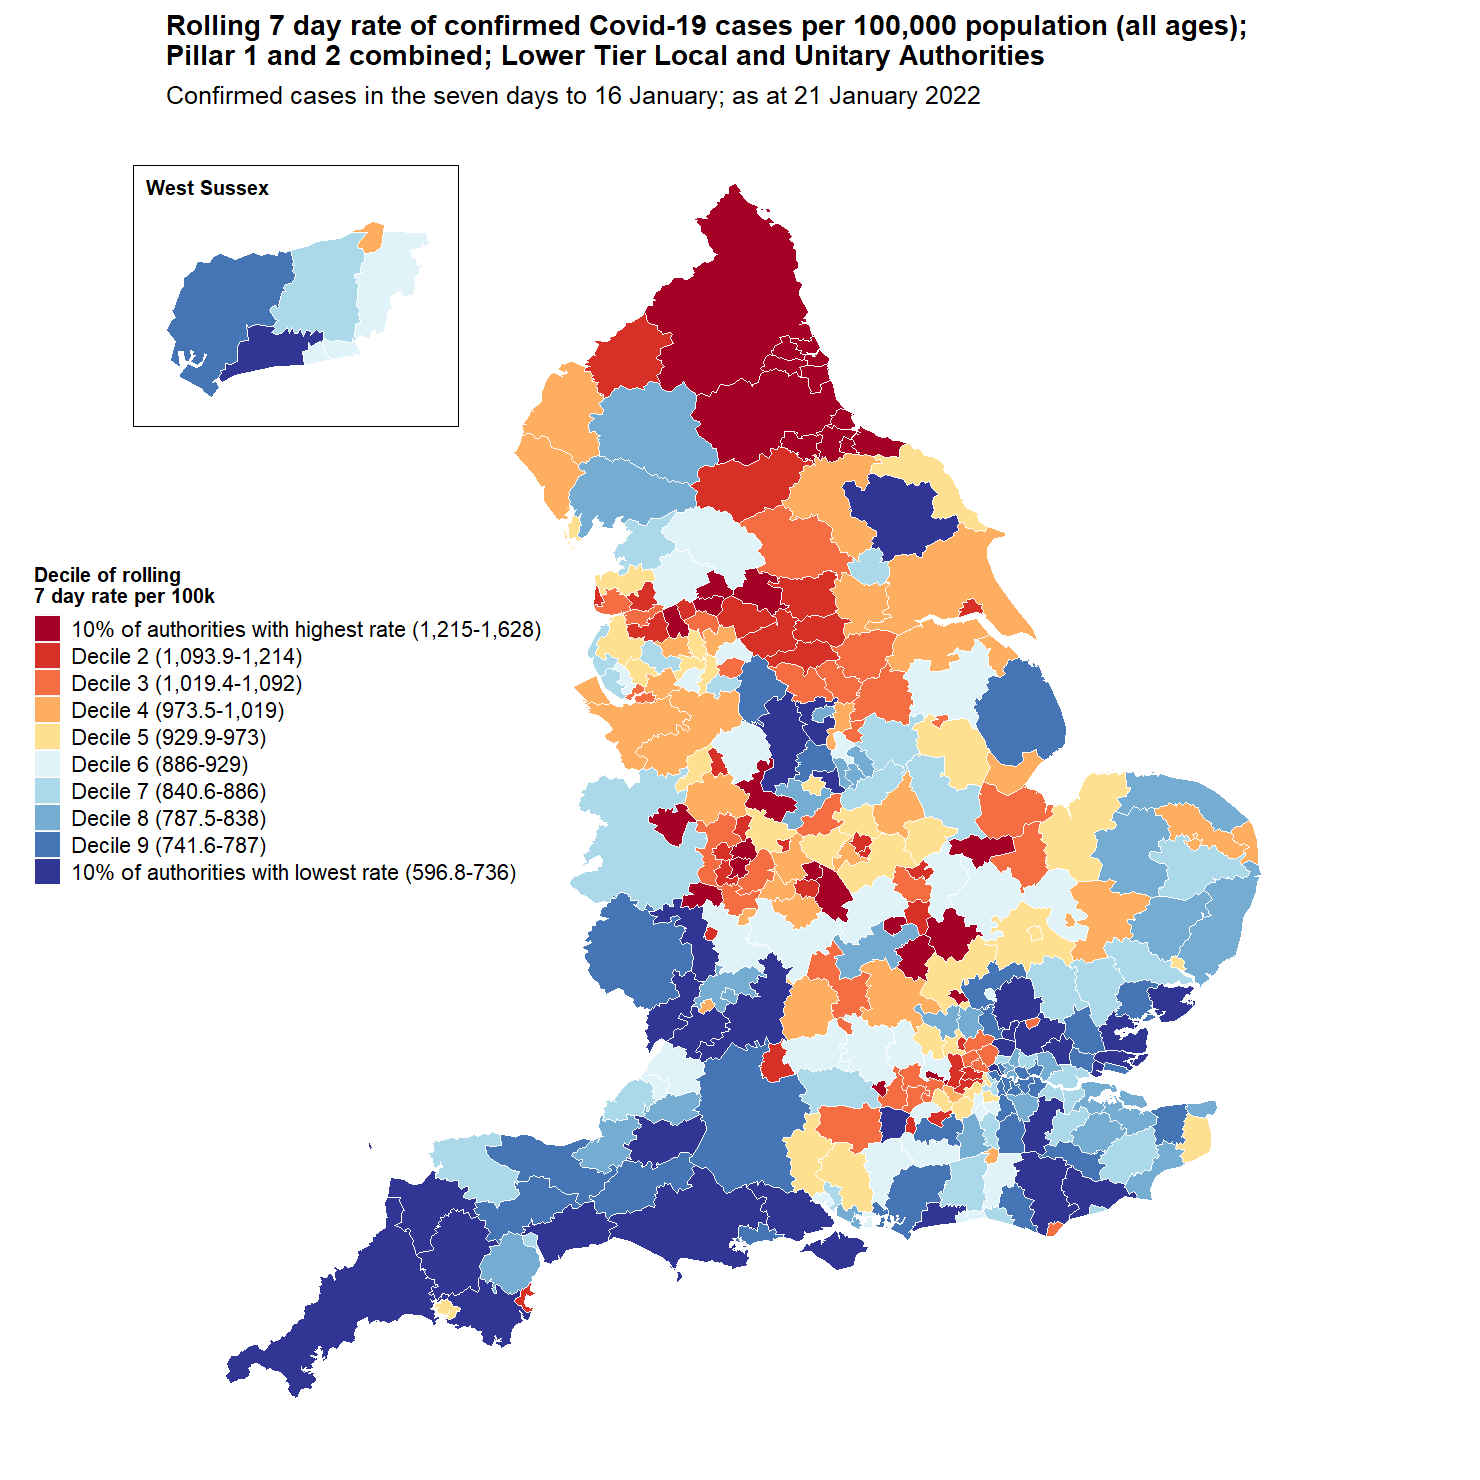 Rolling 7 day rate of confirmed Covid-19 cases per 100,000 population (all ages);
Pillar 1 and 2 combined; Lower Tier Local and Unitary Authorities
Confirmed cases in the seven days to 16 January; as at 21 January 2022
West Sussex
Decile of rolling
7 day rate per 100k
10% of authorities with highest rate (1,215-1,628)
Decile 2 (1,093.9-1,214)
Decile 3 (1,019.4-1,092)
Decile 4 (973.5-1,019)
Decile 5 (929.9-973)
Decile 6 (886-929)
Decile 7 (840.6-886)
Decile 8 (787.5-838)
Decile 9 (741.6-787)
10% of authorities with lowest rate (596.8-736)